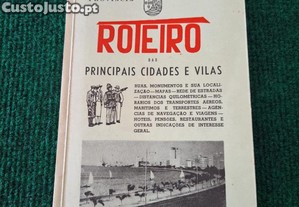 CustoJusto.pt
ROTEIRO
DAS
PRINCIPAIS CIDADES E VILAS
RUAS, MONUMENTOS E SUA LOCALI-
ZAÇÃO — MAPAS — REDE DE ESTRADAS
— DISTÂNCIAS QUILOMÉTRICAS — HO-
RÁRIOS DOS TRANSPORTES AÉREOS,
MARÍTIMOS E TERRESTRES — AGÊN-
CIAS DE NAVEGAÇÃO E VIAGENS —
HOTÉIS, PENSÕES, RESTAURANTES E
OUTRAS INDICAÇÕES DE INTERESSE
GERAL.